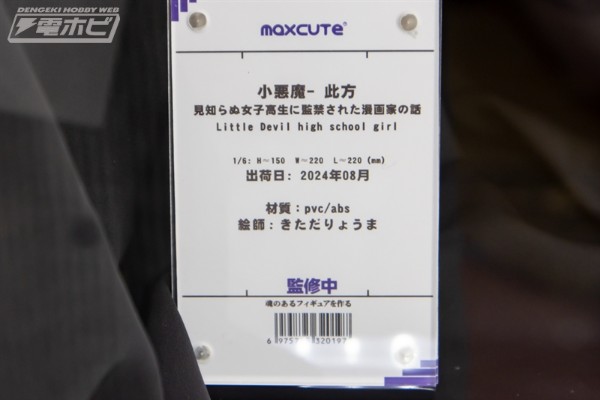 DENGEKI HOBBY WEB
電ホビ
maxcute®
小悪魔- 此方
見知らぬ女子高生に監禁された漫画家の話
Little Devil high school girl
1/6: H～150 W～220 L～220 (mm)
出荷日: 2024年08月
材質：pvc/abs
絵師：きただりょうま
監修中
魂のあるフィギュアを作る